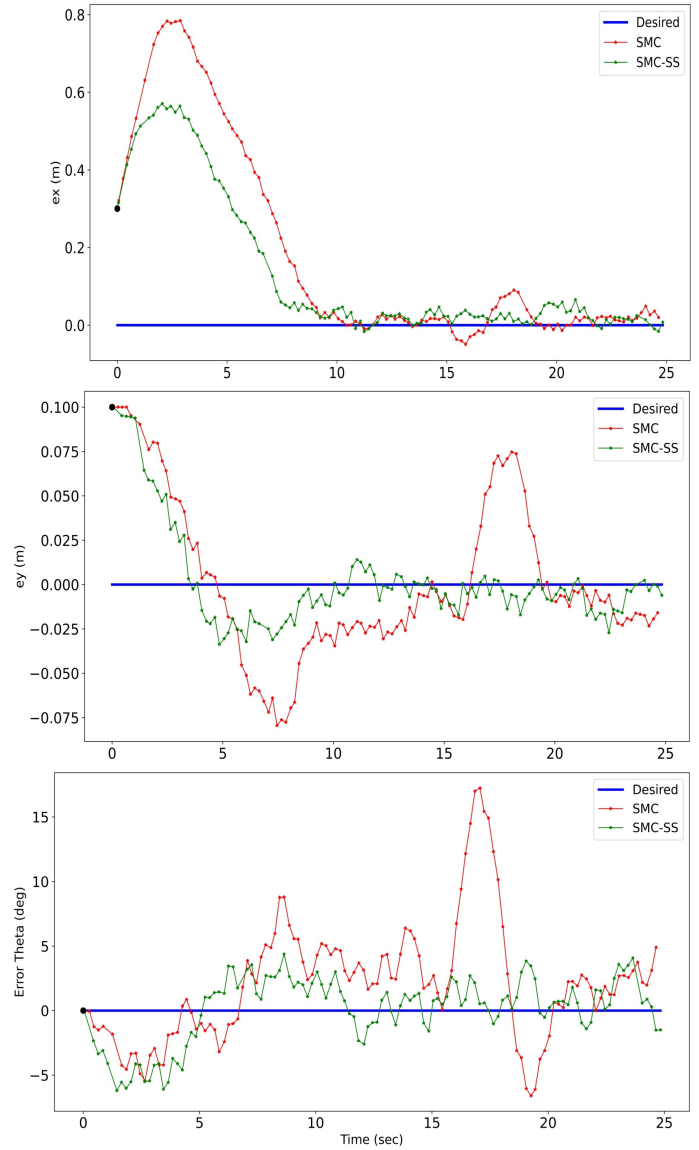 0.8
0.6
0.4
0.2
0.0
ex (m)
Desired
SMC
SMC-SS
0 5 10 15 20 25
0.100
0.075
0.050
0.025
0.000
−0.025
−0.050
−0.075
ey (m)
Desired
SMC
SMC-SS
0 5 10 15 20 25
15
10
5
0
−5
Error Theta (deg)
Desired
SMC
SMC-SS
0 5 10 15 20 25
Time (sec)